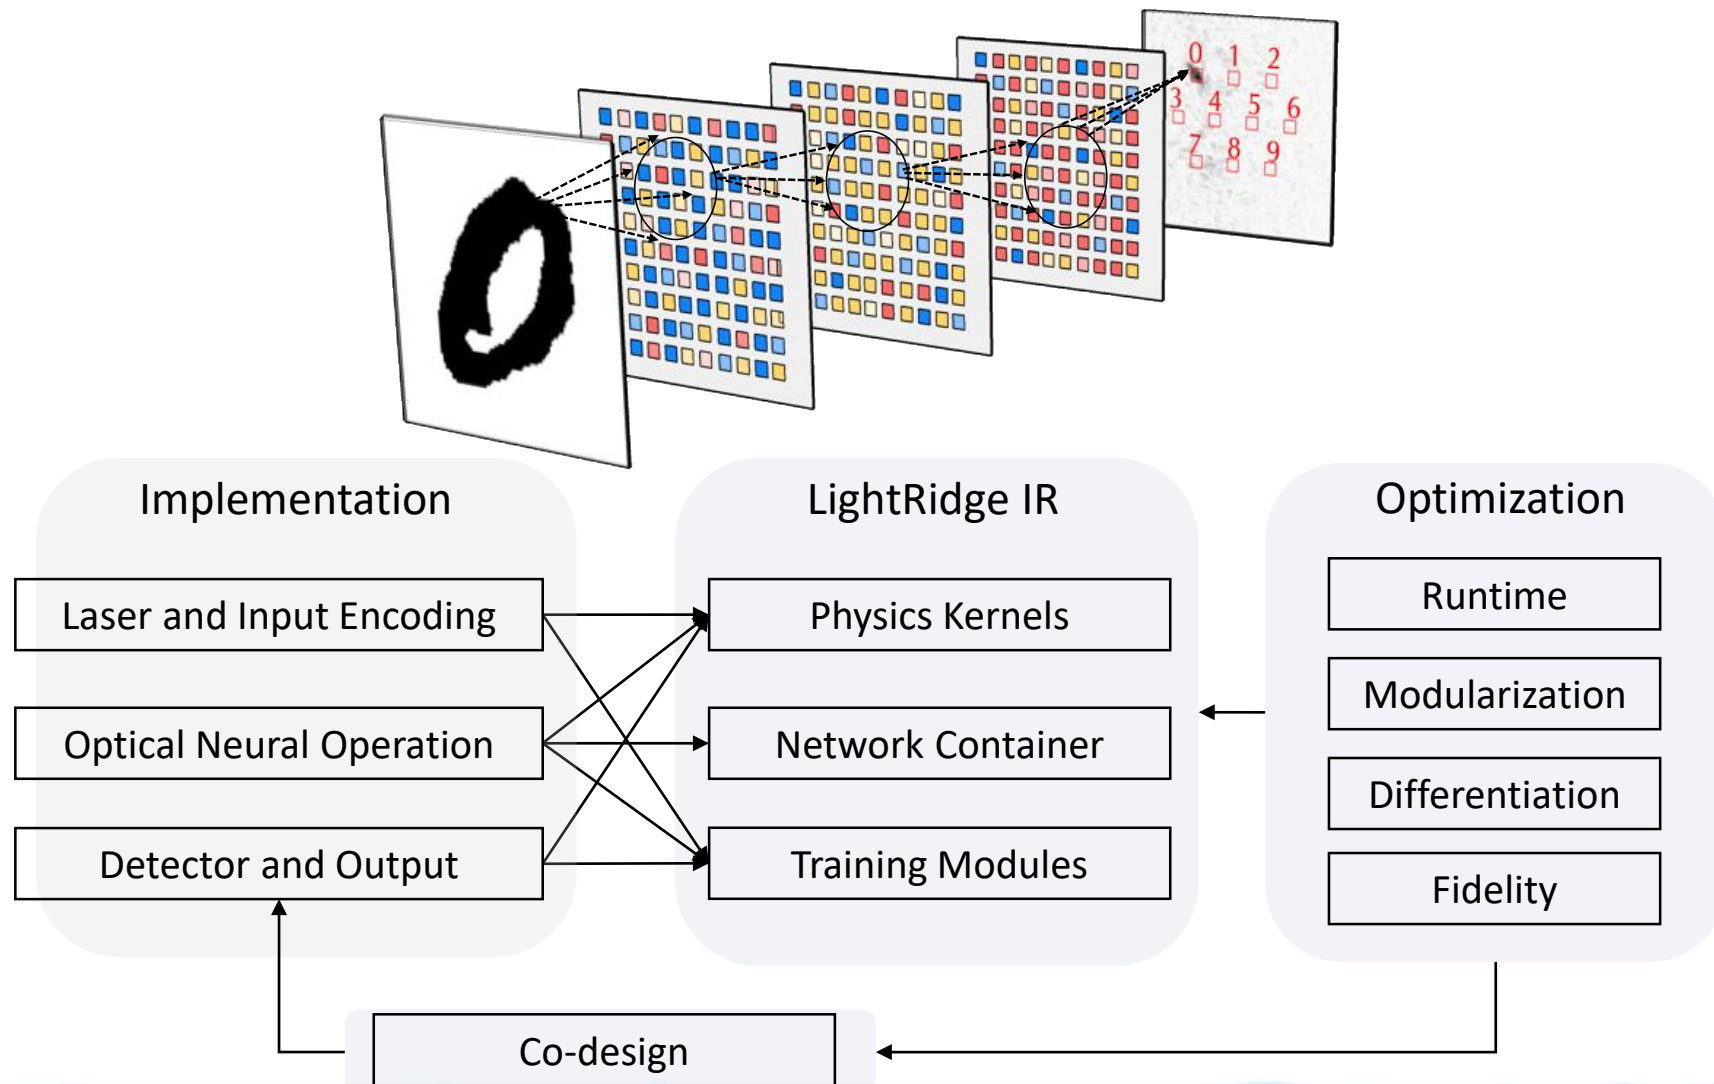 0 1 2
3 4 5 6
7 8 9
Implementation
LightRidge IR
Optimization
Laser and Input Encoding
Physics Kernels
Runtime
Modularization
Optical Neural Operation
Network Container
Differentiation
Detector and Output
Training Modules
Fidelity
Co-design